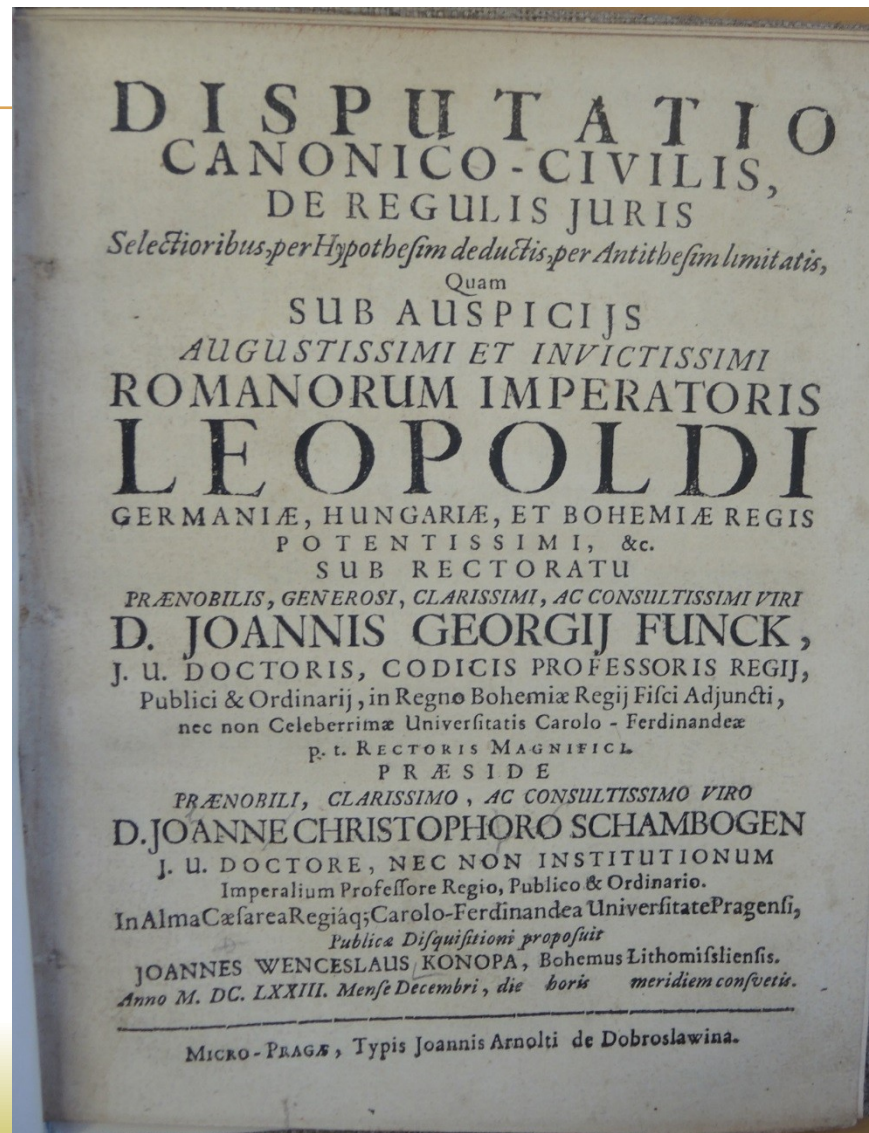 DISPUTATIO
CANONICO-CIVILIS,
DE REGULIS JURIS
Selectioribus, per Hypothesim deductis, per Antithesim limitatis,
Quam
SUB AUSPICIJS
AUGUSTISSIMI ET INVICTISSIMI
ROMANORUM IMPERATORIS
LEOPOLDI
GERMANIÆ, HUNGARIÆ, ET BOHEMIÆ REGIS
POTENTISSIMI, &c.
SUB RECTORATU
PRÆNOBILIS, GENEROSI, CLARISSIMI, AC CONSULTISSIMI VIRI
D. JOANNIS GEORGIJ FUNCK,
J. U. DOCTORIS, CODICIS PROFESSORIS REGIJ,
Publici & Ordinarij, in Regno Bohemiæ Regij Fiſci Adjuncti,
nec non Celeberrimæ Univerſitatis Carolo-Ferdinandeæ
p. t. RECTORIS MAGNIFICI.
PRÆSIDE
PRÆNOBILI, CLARISSIMO, AC CONSULTISSIMO VIRO
D. JOANNE CHRISTOPHORO SCHAMBOGEN
J. U. DOCTORE, NEC NON INSTITUTIONUM
Imperalium Profeſſore Regio, Publico & Ordinario.
In Alma Cæſarea Regiáq; Carolo-Ferdinandea Univerſitate Pragenſi,
Publicæ Diſquiſitioni propoſuit
JOANNES WENCESLAUS KONOPA, Bohemus Lithomiſslienſis.
Anno M. DC. LXXIII. Menſe Decembri, die horis meridiem conſvetis.
MICRO-PRAGÆ, Typis Joannis Arnolti de Dobroslawina.